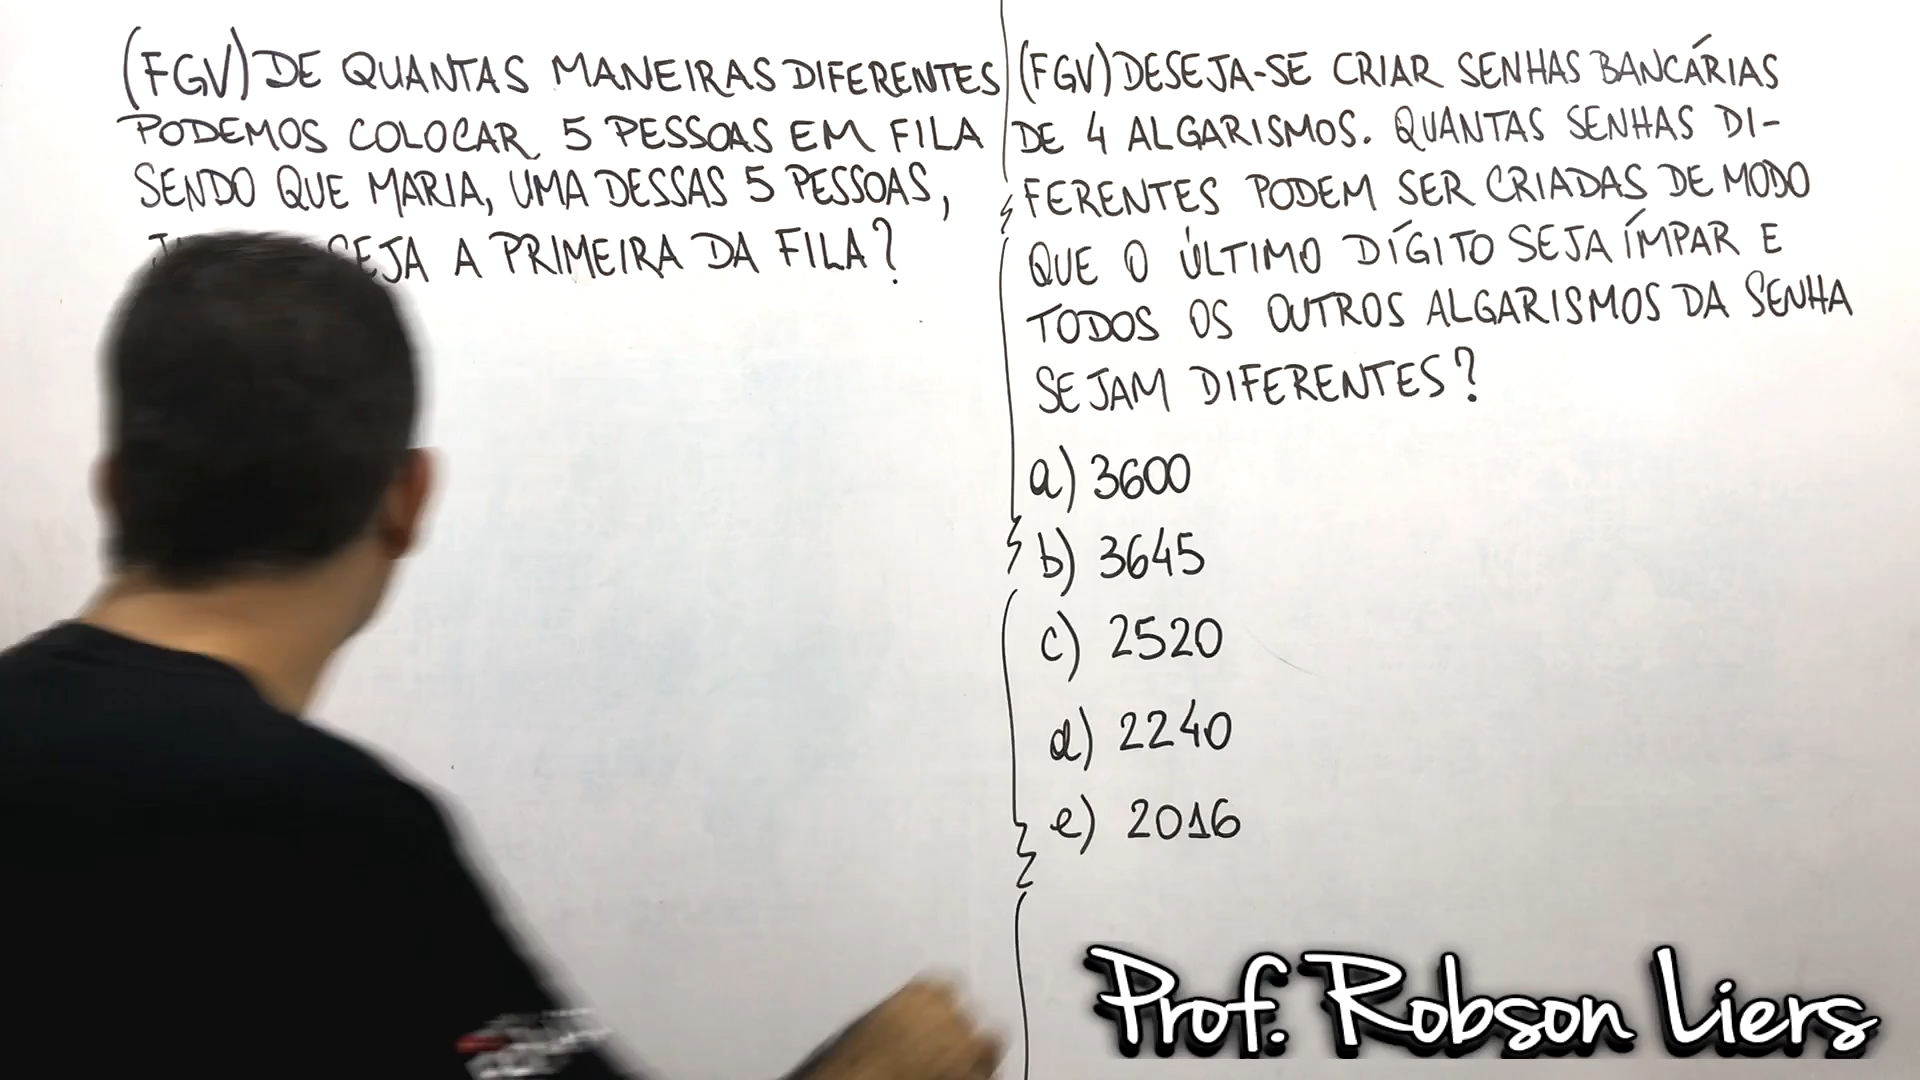 (FGV) DE QUANTAS MANEIRAS DIFERENTES
PODEMOS COLOCAR 5 PESSOAS EM FILA
SENDO QUE MARIA, UMA DESSAS 5 PESSOAS,
SEJA A PRIMEIRA DA FILA?
(FGV) DESEJA-SE CRIAR SENHAS BANCÁRIAS
DE 4 ALGARISMOS. QUANTAS SENHAS DI-
FERENTES PODEM SER CRIADAS DE MODO
QUE O ÚLTIMO DÍGITO SEJA ÍMPAR E
TODOS OS OUTROS ALGARISMOS DA SENHA
SEJAM DIFERENTES?
a) 3600
b) 3645
c) 2520
d) 2240
e) 2016
Prof. Robson Liers